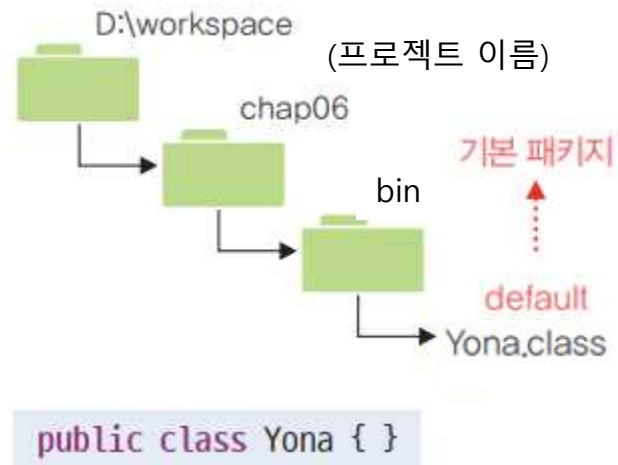 D:\workspace
(프로젝트 이름)
chap06
기본 패키지
bin
default
Yona.class
public class Yona { }